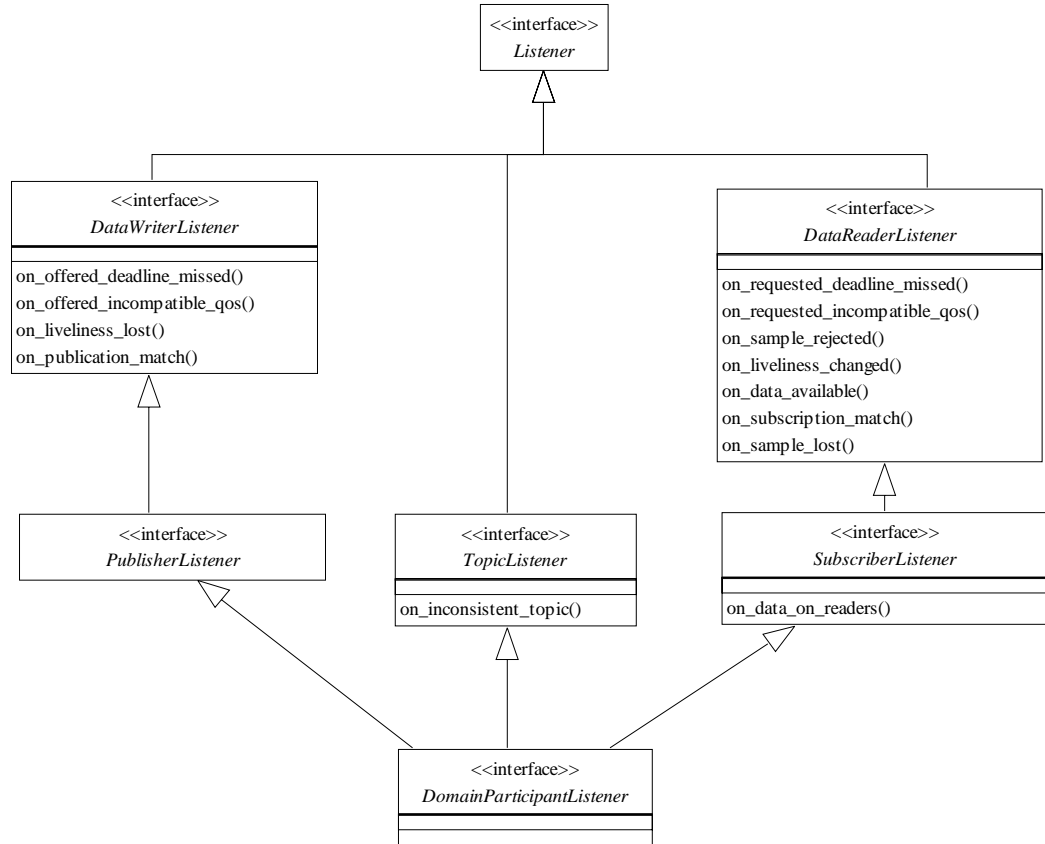 <<interface>>
Listener
<<interface>>
DataWriterListener
on_offered_deadline_missed()
on_offered_incompatible_qos()
on_liveliness_lost()
on_publication_match()
<<interface>>
DataReaderListener
on_requested_deadline_missed()
on_requested_incompatible_qos()
on_sample_rejected()
on_liveliness_changed()
on_data_available()
on_subscription_match()
on_sample_lost()
<<interface>>
PublisherListener
<<interface>>
TopicListener
on_inconsistent_topic()
<<interface>>
SubscriberListener
on_data_on_readers()
<<interface>>
DomainParticipantListener